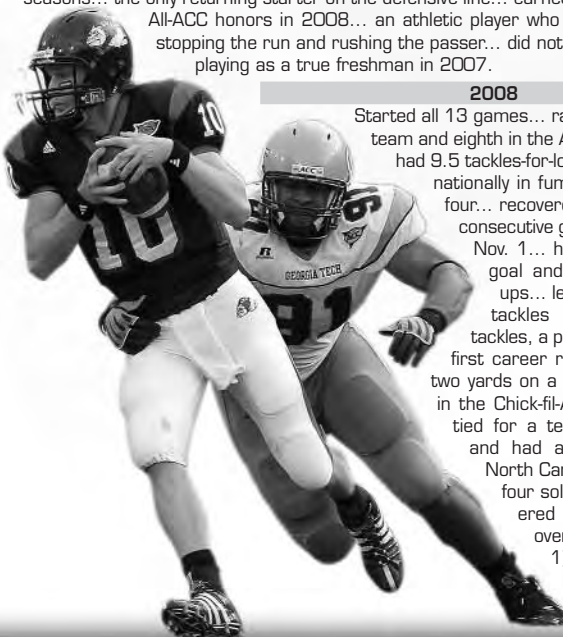 seasons... the only returning starter on the defensive line... earned
All-ACC honors in 2008... an athletic player who
stopping the run and rushing the passer... did not
playing as a true freshman in 2007.
2008
Started all 13 games... ra
team and eighth in the A
had 9.5 tackles-for-lo
nationally in fum
four... recovere
consecutive g
Nov. 1... h
goal and
ups... le
tackles
tackles, a p
first career r
two yards on a
in the Chick-fil-A
tied for a te
and had a
North Car
four sol
ered
over
1
10
10
ACC
91
ACC
R
GEORGIA TECH
91